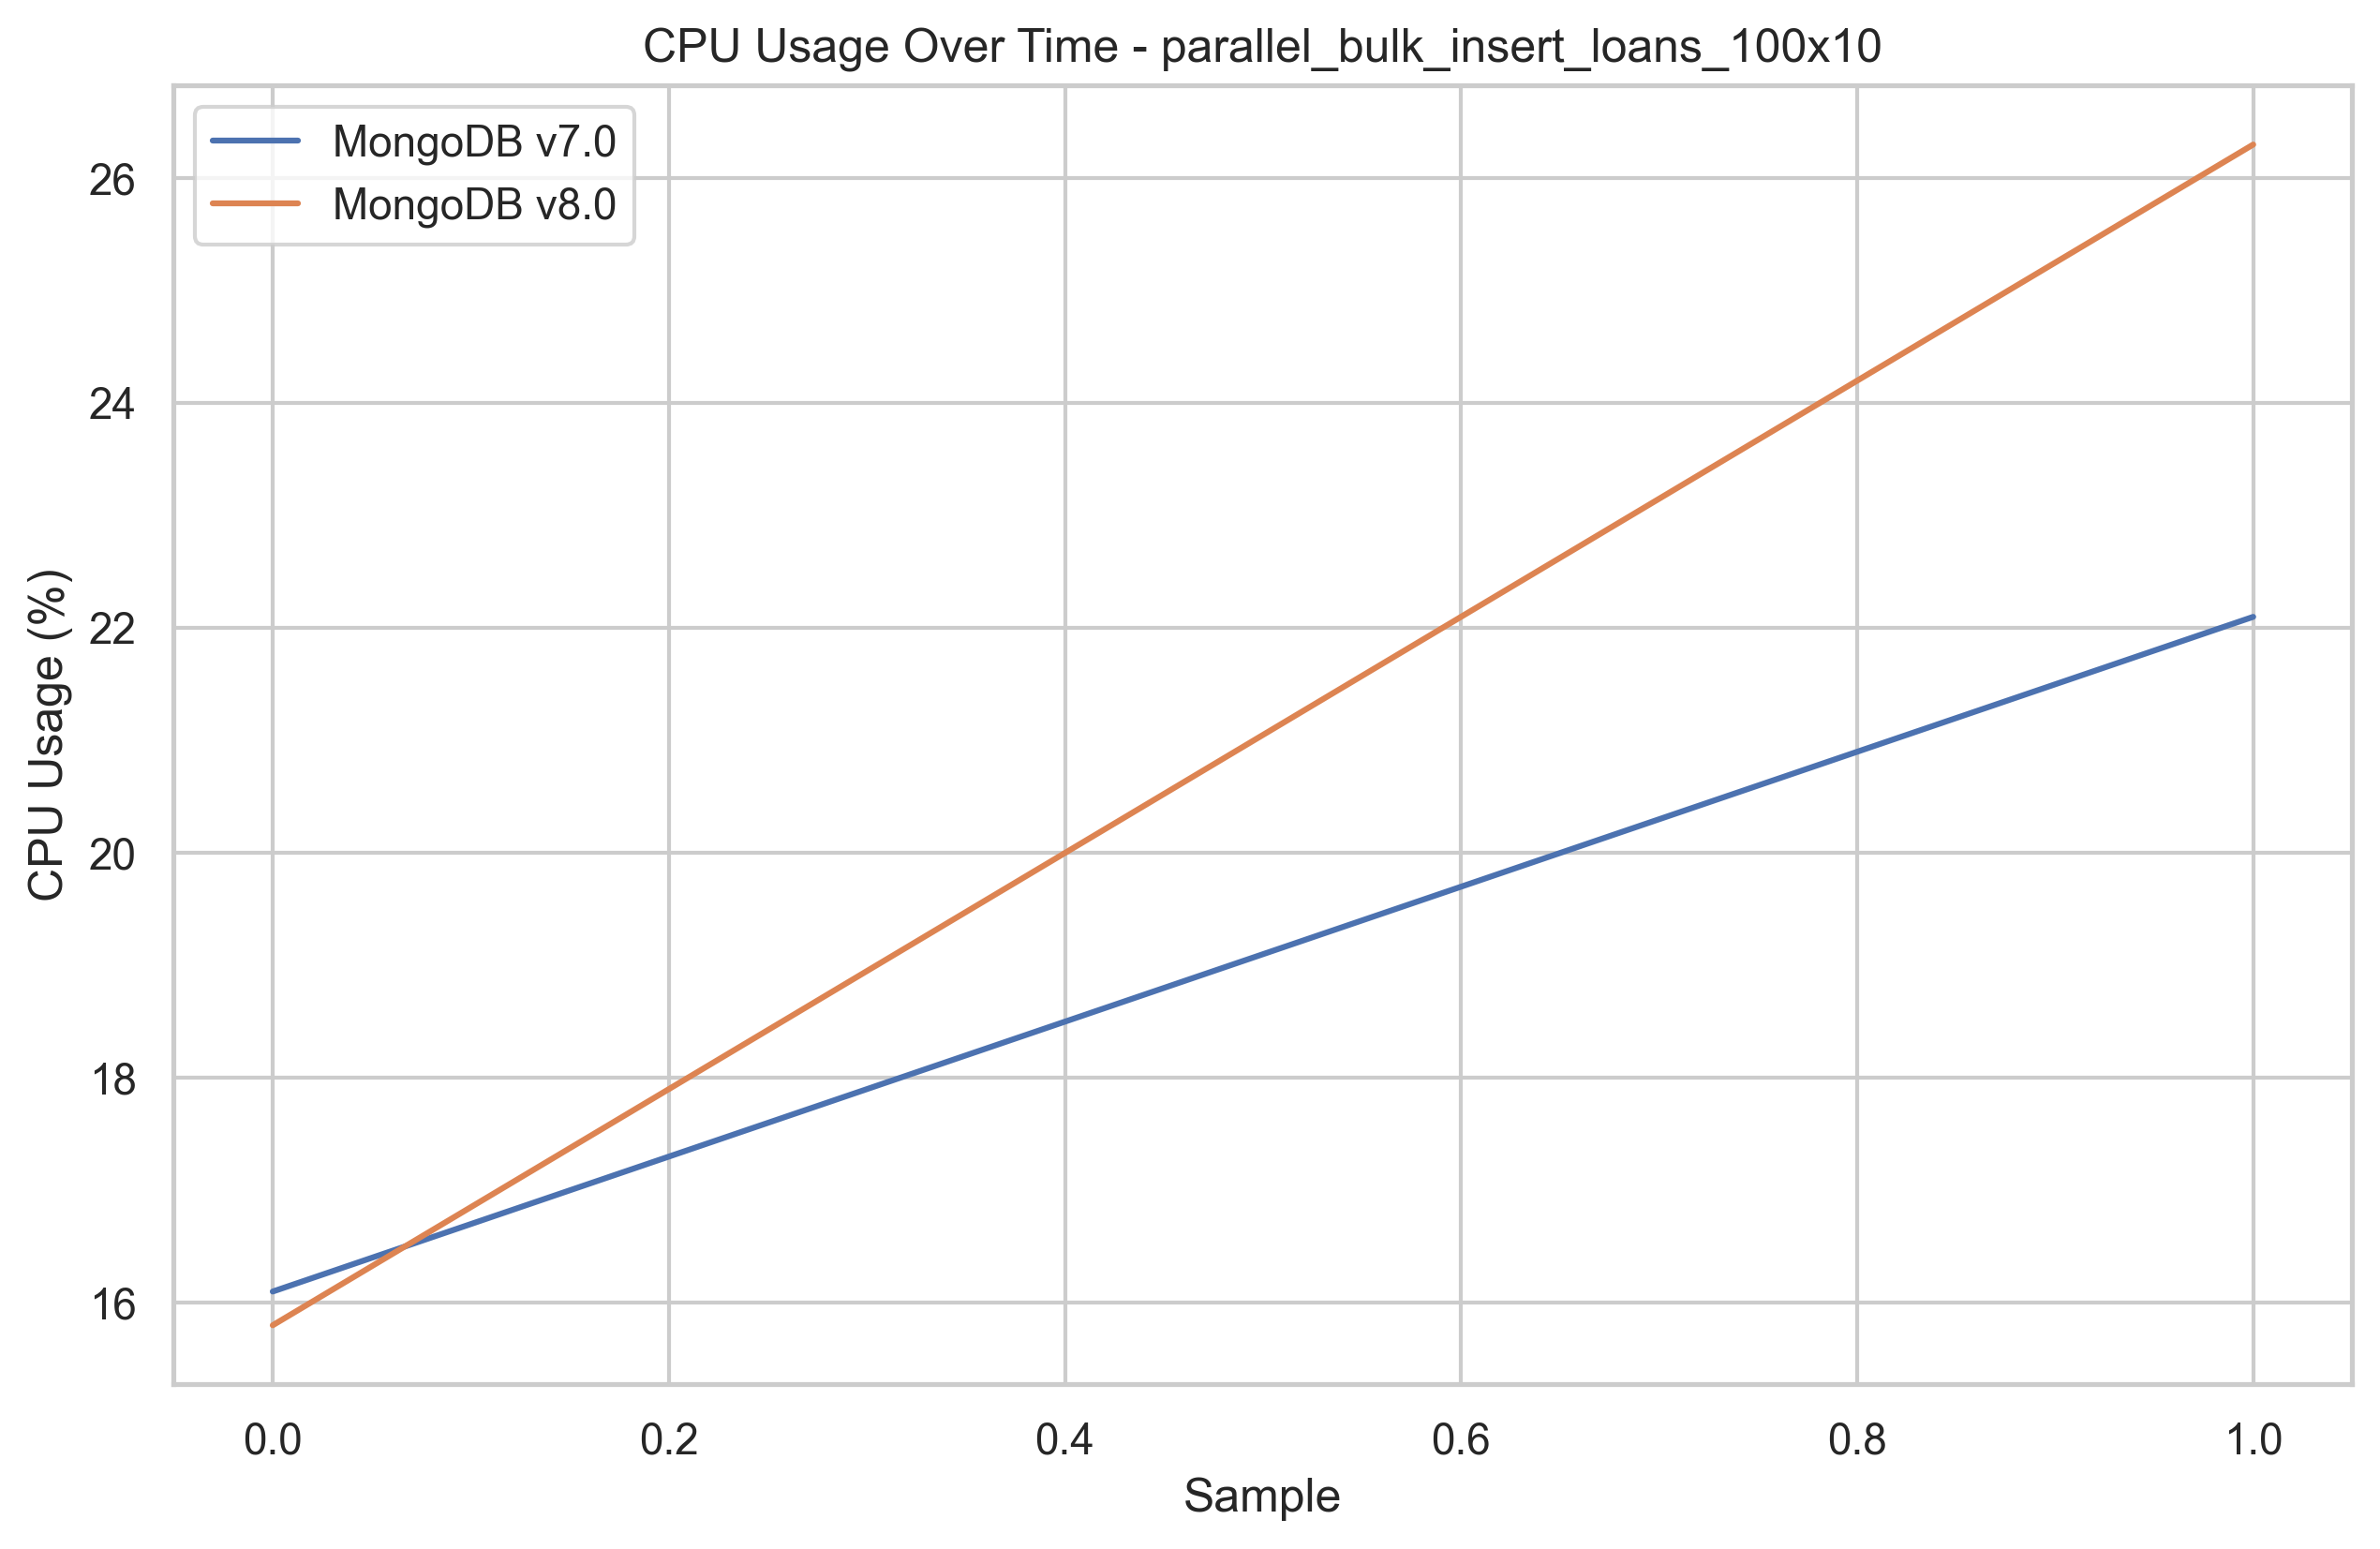 CPU Usage Over Time - parallel_bulk_insert_loans_100x10
MongoDB v7.0
MongoDB v8.0
CPU Usage (%)
26
24
22
20
18
16
0.0 0.2 0.4 0.6 0.8 1.0
Sample